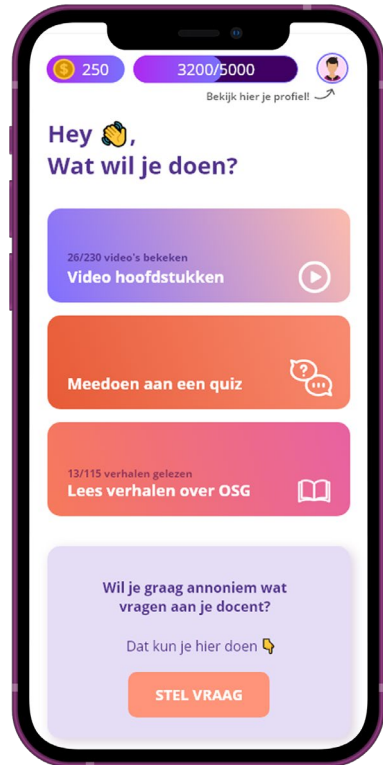 250
3200/5000
Bekijk hier je profiel!
Hey 👋,
Wat wil je doen?
26/230 video's bekeken
Video hoofdstukken
Meedoen aan een quiz
13/115 verhalen gelezen
Lees verhalen over OSG
Wil je graag annoniem wat
vragen aan je docent?
Dat kun je hier doen 👇
STEL VRAAG